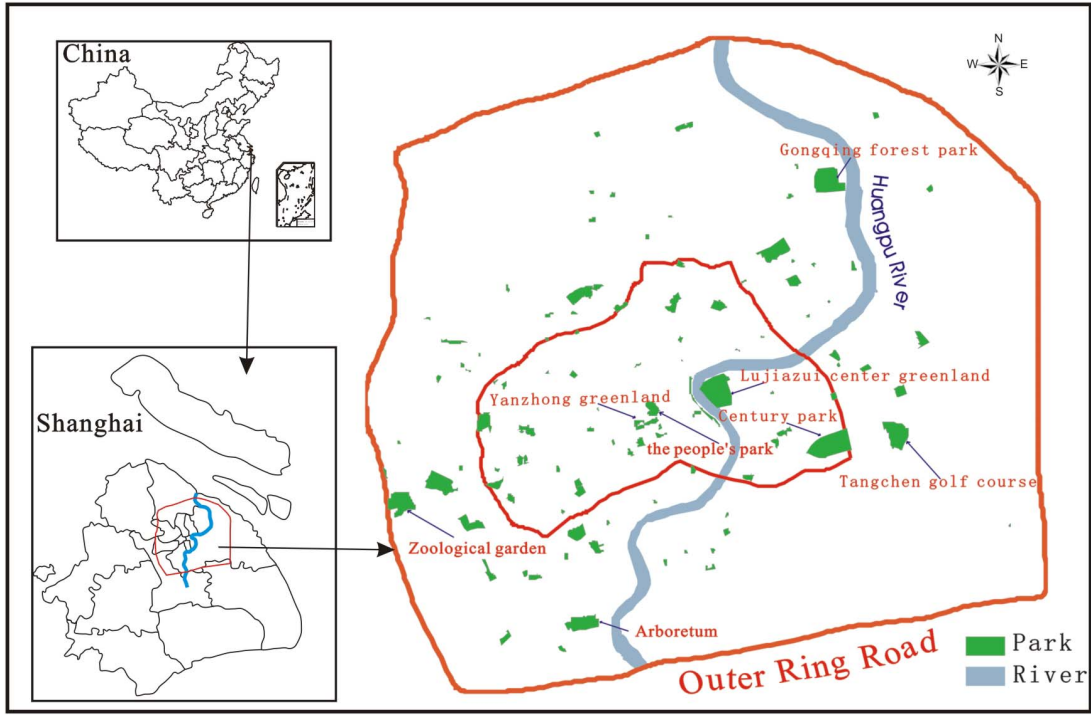 China
N
W E
S
Gongqing forest park
Huangpu River
Shanghai
Lujiazui center greenland
Yanzhong greenland
Century park
the people's park
Tangchen golf course
Zoological garden
Arboretum
Outer Ring Road
Park
River